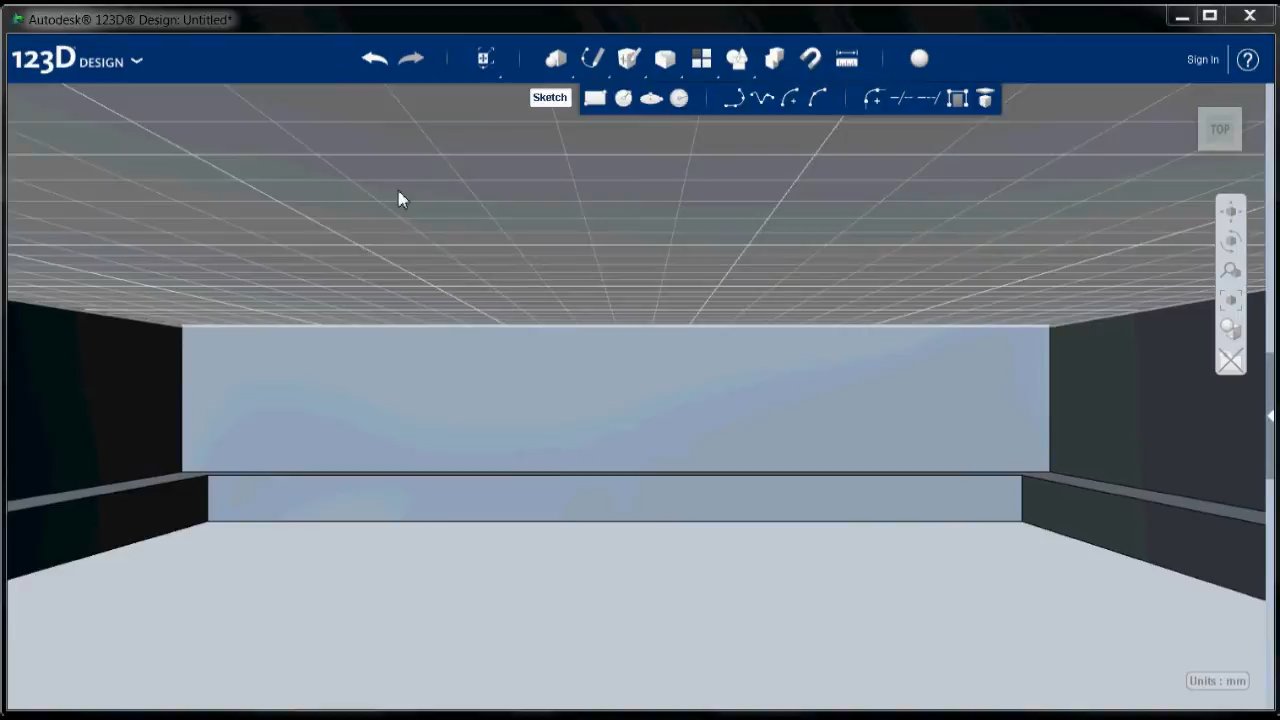 Autodesk® 123D® Design: Untitled*
123D DESIGN
Sign In
?
Sketch
TOP
Units : mm